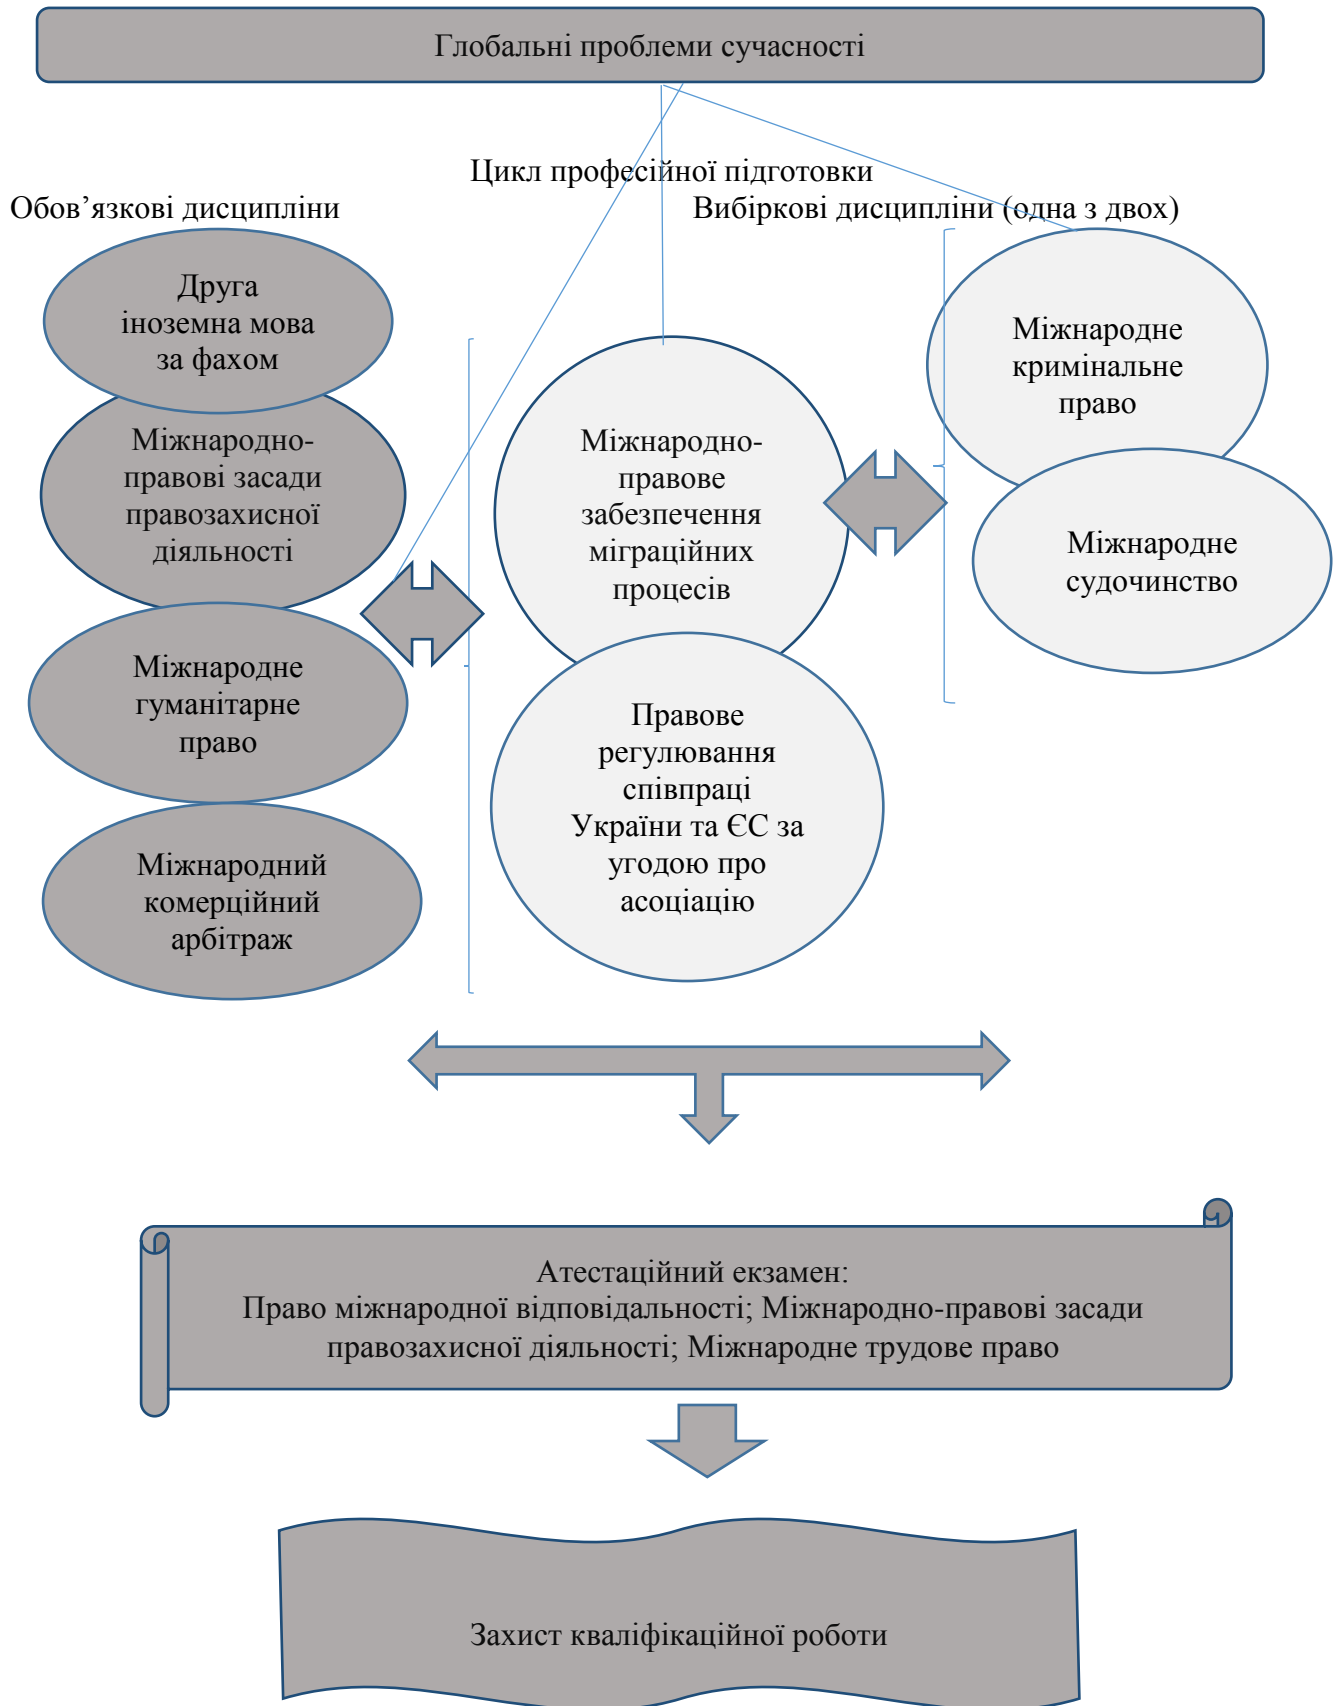 Глобальні проблеми сучасності
Цикл професійної підготовки
Обов’язкові дисципліни
Вибіркові дисципліни (одна з двох)
Друга
іноземна мова
за фахом
Міжнародно-
правові засади
правозахисної
діяльності
Міжнародне
гуманітарне
право
Міжнародний
комерційний
арбітраж
Міжнародно-
правове
забезпечення
міграційних
процесів
Правове
регулювання
співпраці
України та ЄС за
угодою про
асоціацію
Міжнародне
кримінальне
право
Міжнародне
судочинство
Атестаційний екзамен:
Право міжнародної відповідальності; Міжнародно-правові засади
правозахисної діяльності; Міжнародне трудове право
Захист кваліфікаційної роботи